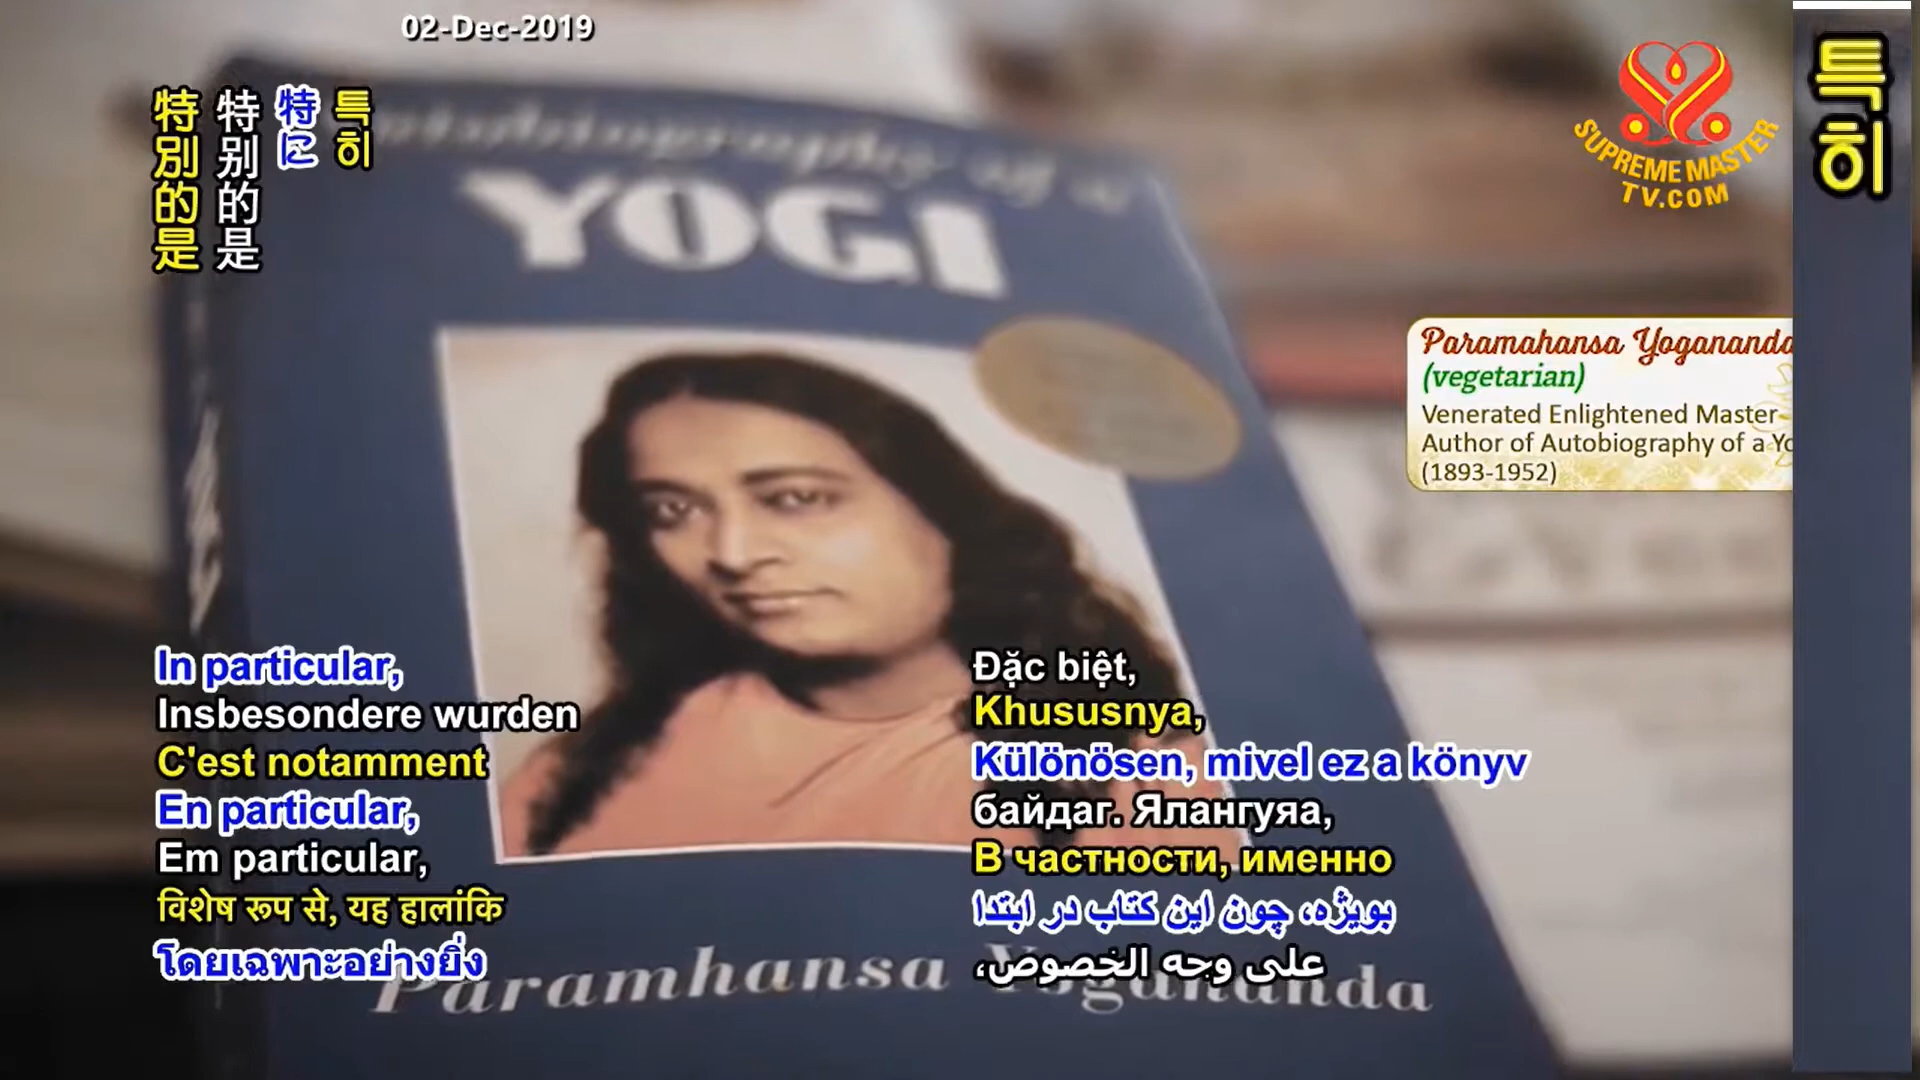 02-Dec-2019
特別的是
特别的是
特に
특히
특히
SUPREME MASTER
TV.COM
Autobiography of a
YOGI
Paramahansa Yogananda
(vegetarian)
Venerated Enlightened Master
Author of Autobiography of a Yo
(1893-1952)
In particular,
Insbesondere wurden
C'est notamment
En particular,
Em particular,
विशेष रूप से, यह हालांकि
โดยเฉพาะอย่างยิ่ง
Đặc biệt,
Khususnya,
Különösen, mivel ez a könyv
байдаг. Ялангуяа,
В частности, именно
بویژه، چون این کتاب در ابتدا
على وجه الخصوص،
Paramhansa Yogananda